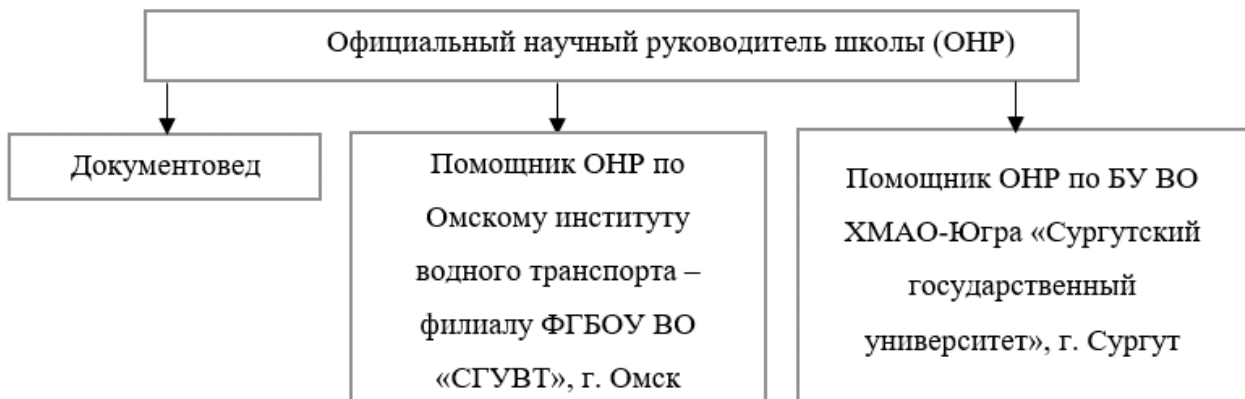 Официальный научный руководитель школы (ОНР)
Документовед
Помощник ОНР по
Омскому институту
водного транспорта –
филиалу ФГБОУ ВО
«СГУВТ», г. Омск
Помощник ОНР по БУ ВО
ХМАО-Югра «Сургутский
государственный
университет», г. Сургут